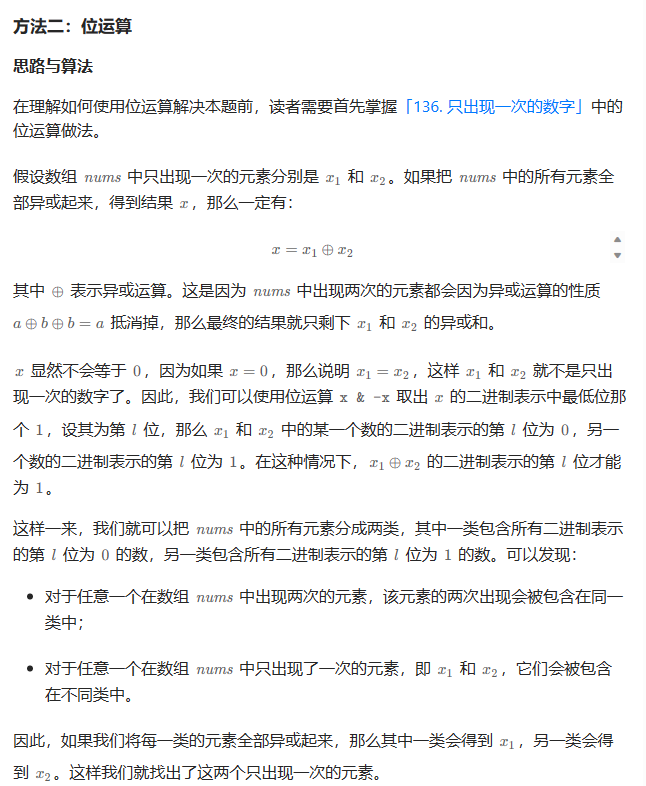 方法二：位运算
思路与算法
在理解如何使用位运算解决本题前，读者需要首先掌握「136. 只出现一次的数字」中的
位运算做法。
假设数组 nums 中只出现一次的元素分别是 x₁ 和 x₂。如果把 nums 中的所有元素全
部异或起来，得到结果 x，那么一定有：
x = x₁ ⊕ x₂
其中 ⊕ 表示异或运算。这是因为 nums 中出现两次的元素都会因为异或运算的性质
a ⊕ b ⊕ b = a 抵消掉，那么最终的结果就只剩下 x₁ 和 x₂ 的异或和。
x 显然不会等于 0，因为如果 x = 0，那么说明 x₁ = x₂，这样 x₁ 和 x₂ 就不是只出
现一次的数字了。因此，我们可以使用位运算 x & -x 取出 x 的二进制表示中最低位那
个 1，设其为第 l 位，那么 x₁ 和 x₂ 中的某一个数的二进制表示的第 l 位为 0，另一
个数的二进制表示的第 l 位为 1。在这种情况下，x₁ ⊕ x₂ 的二进制表示的第 l 位才能
为 1。
这样一来，我们就可以把 nums 中的所有元素分成两类，其中一类包含所有二进制表示
的第 l 位为 0 的数，另一类包含所有二进制表示的第 l 位为 1 的数。可以发现：
• 对于任意一个在数组 nums 中出现两次的元素，该元素的两次出现会被包含在同一
类中；
• 对于任意一个在数组 nums 中只出现了一次的元素，即 x₁ 和 x₂，它们会被包含
在不同类中。
因此，如果我们将每一类的元素全部异或起来，那么其中一类会得到 x₁，另一类会得
到 x₂。这样我们就找出了这两个只出现一次的元素。